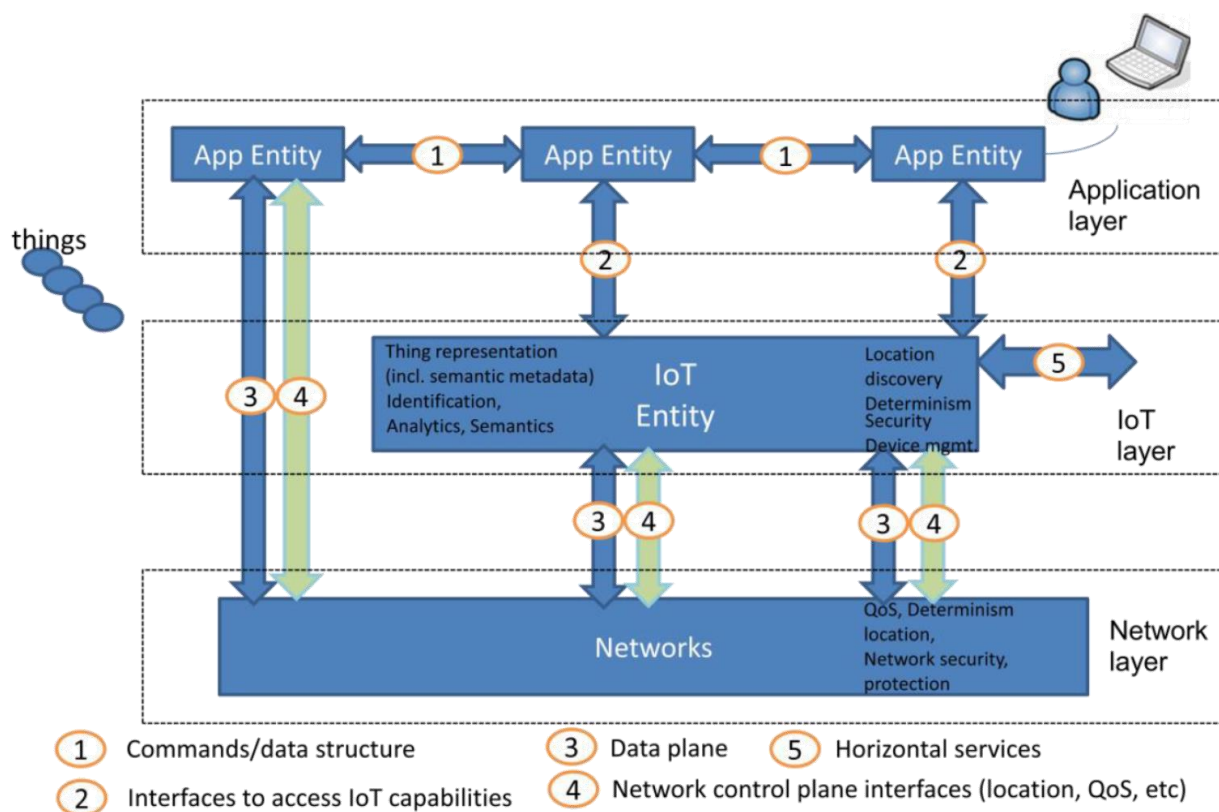 App Entity
1
App Entity
1
App Entity
Application
layer
things
2
2
Thing representation
(incl. semantic metadata)
Identification,
Analytics, Semantics
IoT
Entity
Location
discovery
Determinism
Security
Device mgmt.
5
IoT
layer
3
4
3
4
3
4
Networks
QoS, Determinism
location,
Network security,
protection
Network
layer
1 Commands/data structure
3 Data plane
5 Horizontal services
2 Interfaces to access IoT capabilities
4 Network control plane interfaces (location, QoS, etc)